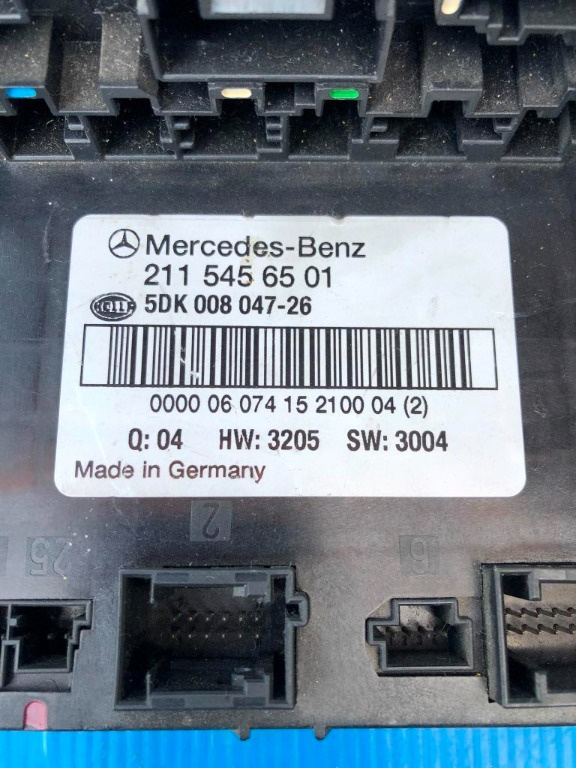 Mercedes-Benz
211 545 65 01
HELLA 5DK 008 047-26
0000 06 074 15 2100 04 (2)
Q: 04 HW: 3205 SW: 3004
Made in Germany
2
25
6